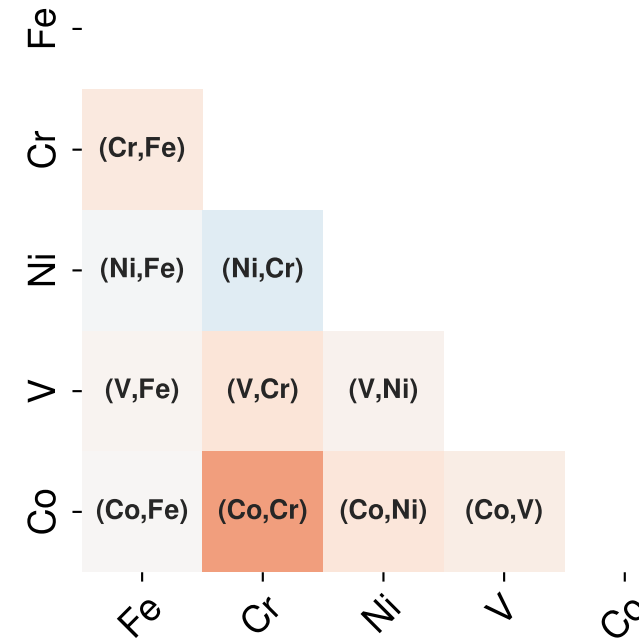 Fe
Cr
(Cr,Fe)
Ni
(Ni,Fe) (Ni,Cr)
V
(V,Fe) (V,Cr) (V,Ni)
Co
(Co,Fe) (Co,Cr) (Co,Ni) (Co,V)
Fe Cr Ni V Co